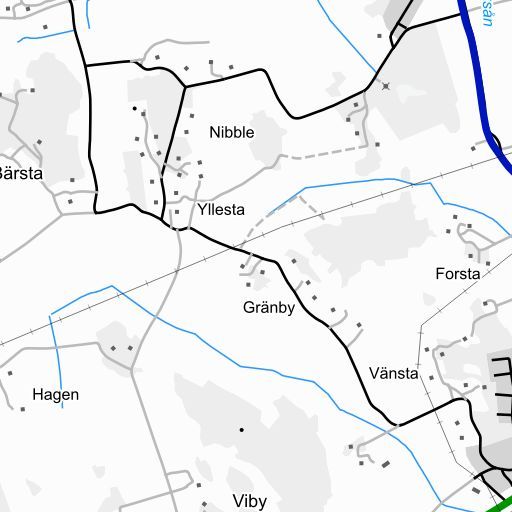 Nibble
Bärsta
Yllesta
Forsta
Gränby
Vänsta
Hagen
Viby